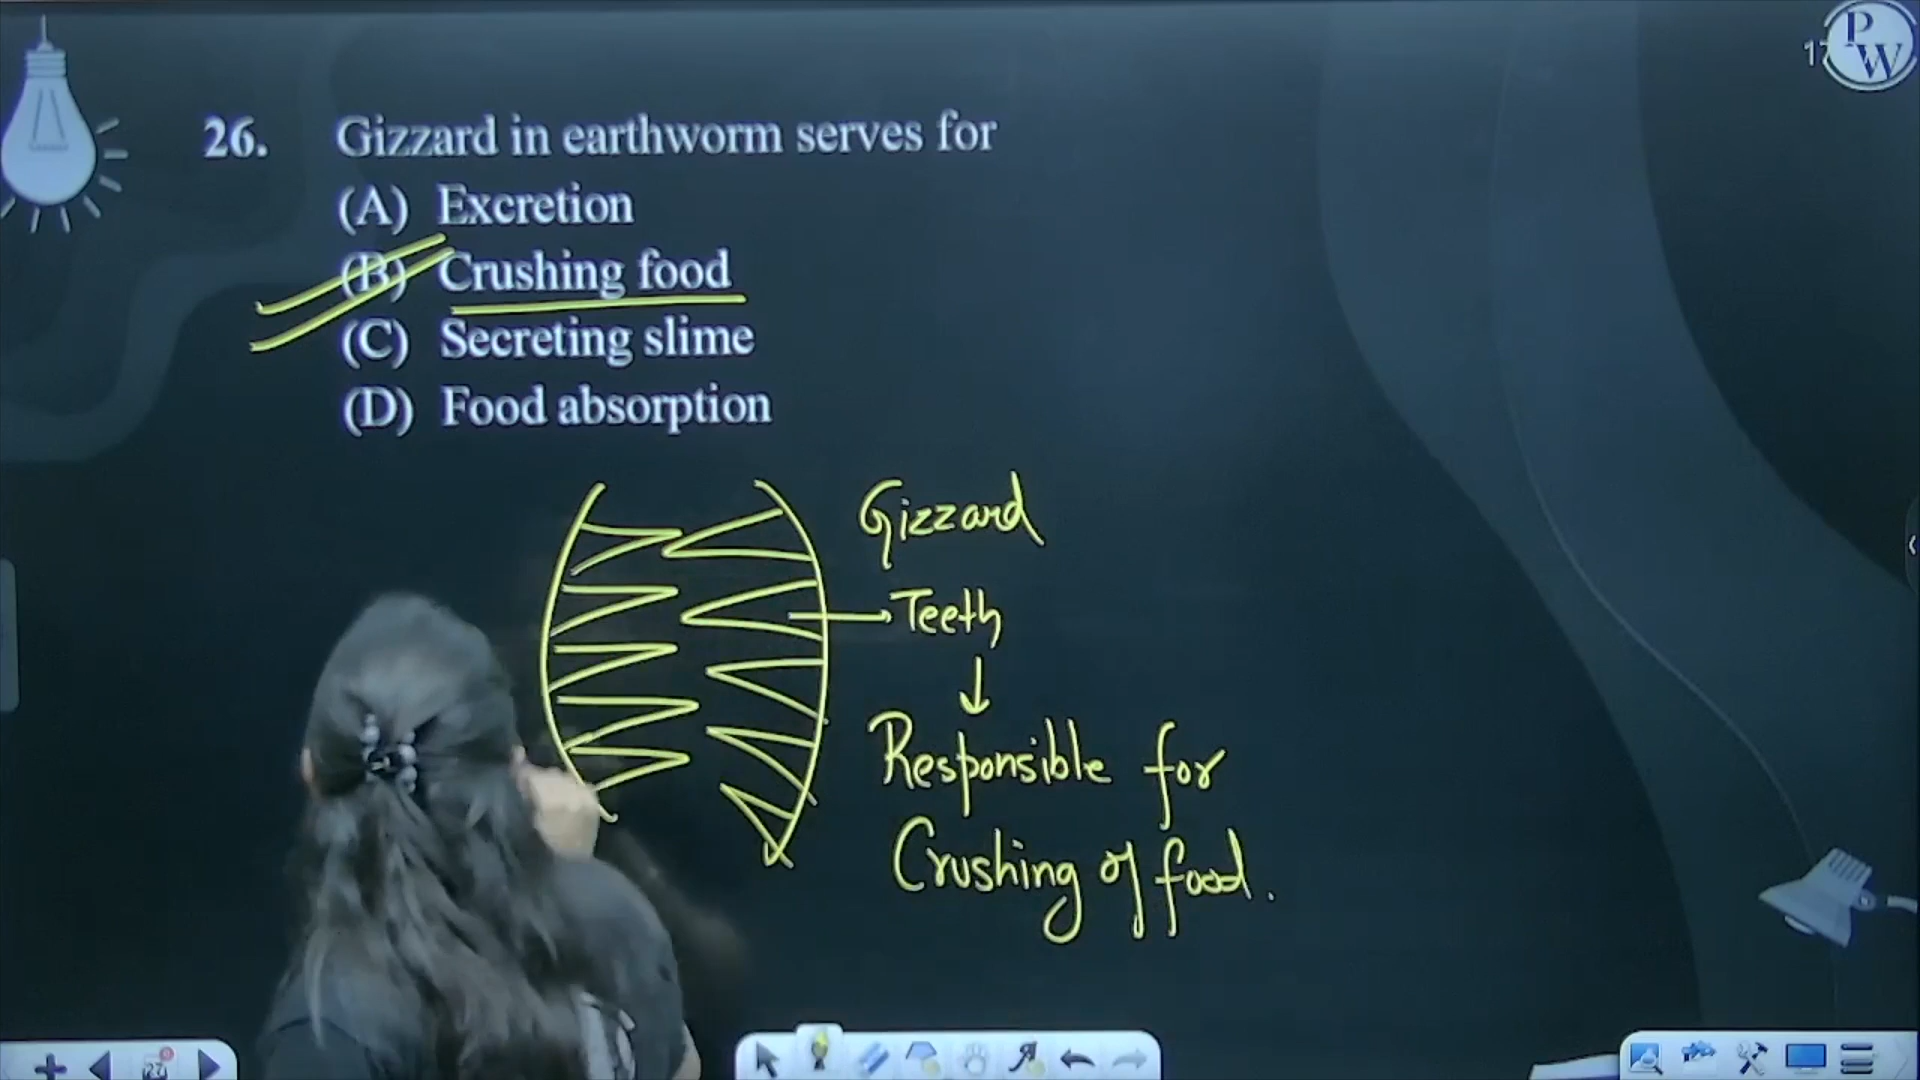 PW
26. Gizzard in earthworm serves for
(A) Excretion
(B) Crushing food
(C) Secreting slime
(D) Food absorption
Gizzard
Teeth
Responsible for
Crushing of food.